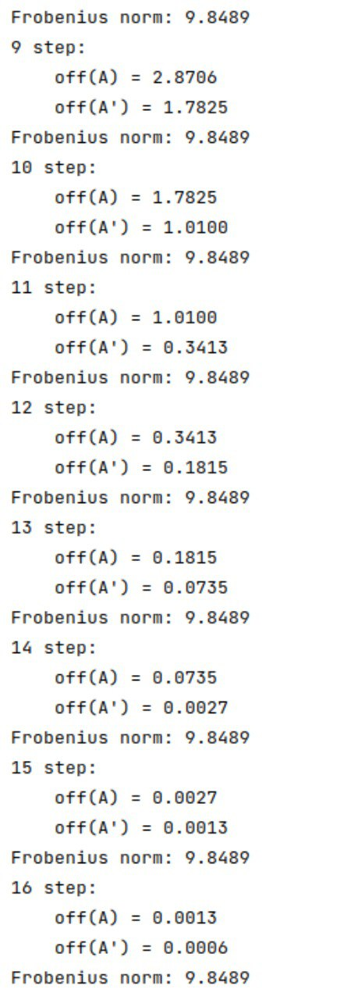 Frobenius norm: 9.8489
9 step:
    off(A) = 2.8706
    off(A') = 1.7825
Frobenius norm: 9.8489
10 step:
    off(A) = 1.7825
    off(A') = 1.0100
Frobenius norm: 9.8489
11 step:
    off(A) = 1.0100
    off(A') = 0.3413
Frobenius norm: 9.8489
12 step:
    off(A) = 0.3413
    off(A') = 0.1815
Frobenius norm: 9.8489
13 step:
    off(A) = 0.1815
    off(A') = 0.0735
Frobenius norm: 9.8489
14 step:
    off(A) = 0.0735
    off(A') = 0.0027
Frobenius norm: 9.8489
15 step:
    off(A) = 0.0027
    off(A') = 0.0013
Frobenius norm: 9.8489
16 step:
    off(A) = 0.0013
    off(A') = 0.0006
Frobenius norm: 9.8489